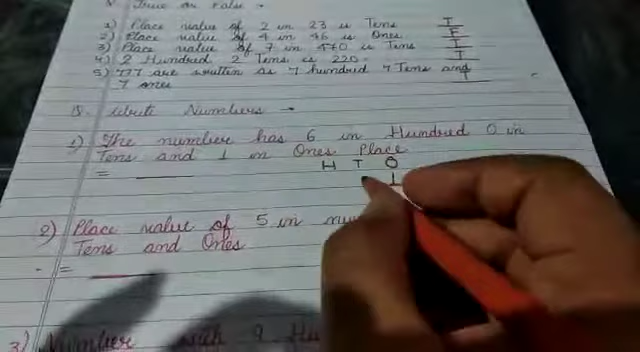 Q. True or False.
1) Place value of 2 in 23 is Tens T
2) Place value of 4 in 46 is Ones F
3) Place value of 7 in 470 is Tens T
4) 2 Hundred 2 Tens is 220 T
5) 777 are written as 7 hundred 7 Tens and
7 ones
Q. Write Numbers -
1) The number has 6 in Hundred 0 in
Tens and 1 in Ones Place
= H T O
1
2) Place value of 5 in
Tens and Ones
=
3) Number with 9